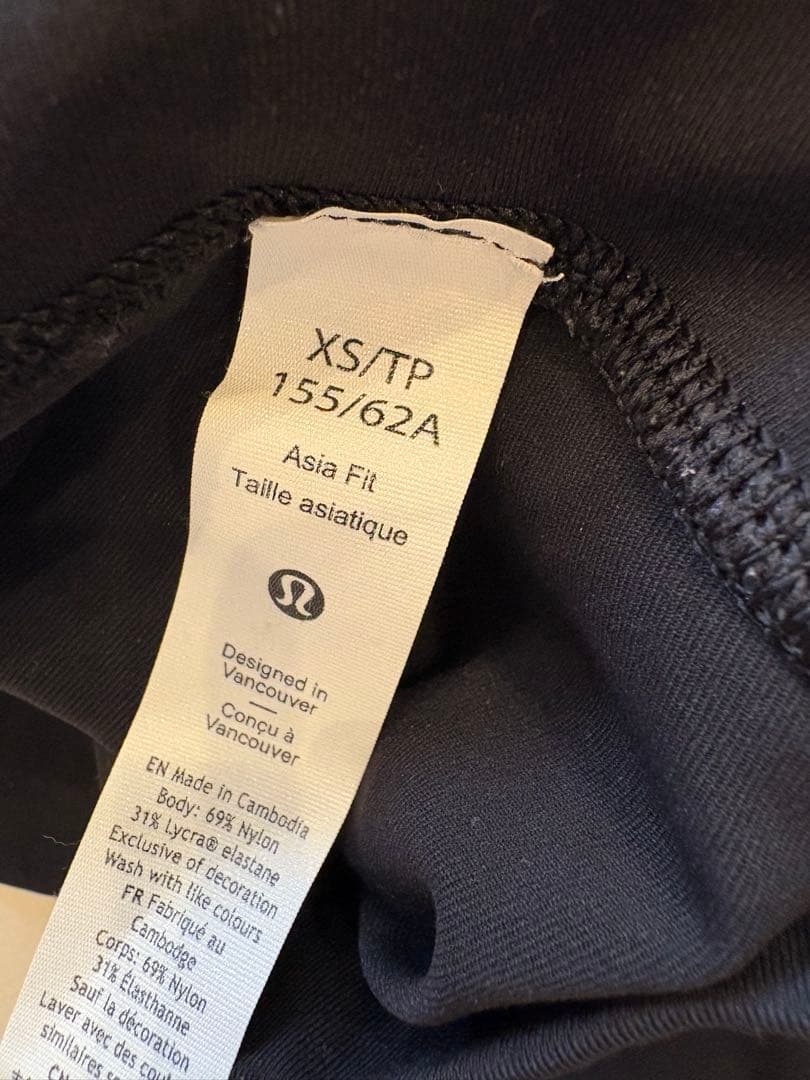 XS/TP
155/62A
Asia Fit
Taille asiatique
Designed in
Vancouver
Conçu à
Vancouver
EN Made in Cambodia
Body: 69% Nylon
31% Lycra® elastane
Exclusive of decoration
Wash with like colours
FR Fabriqué au
Cambodge
Corps: 69% Nylon
31% Élasthanne
Sauf la décoration
Laver avec des
similaires
CN